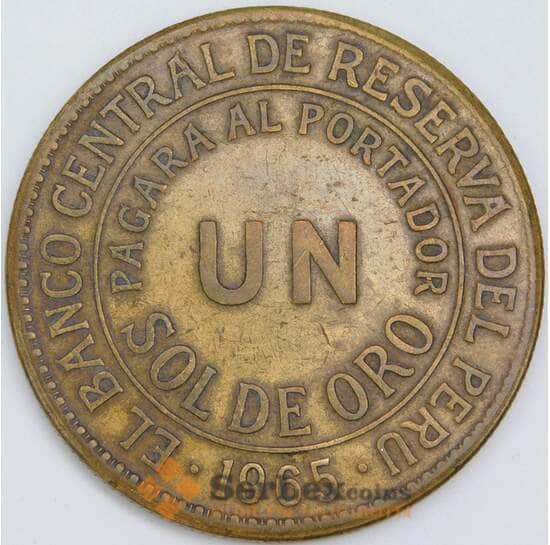 EL BANCO CENTRAL DE RESERVA DEL PERU
PAGARA AL PORTADOR
UN
SOL DE ORO
· 1965 ·